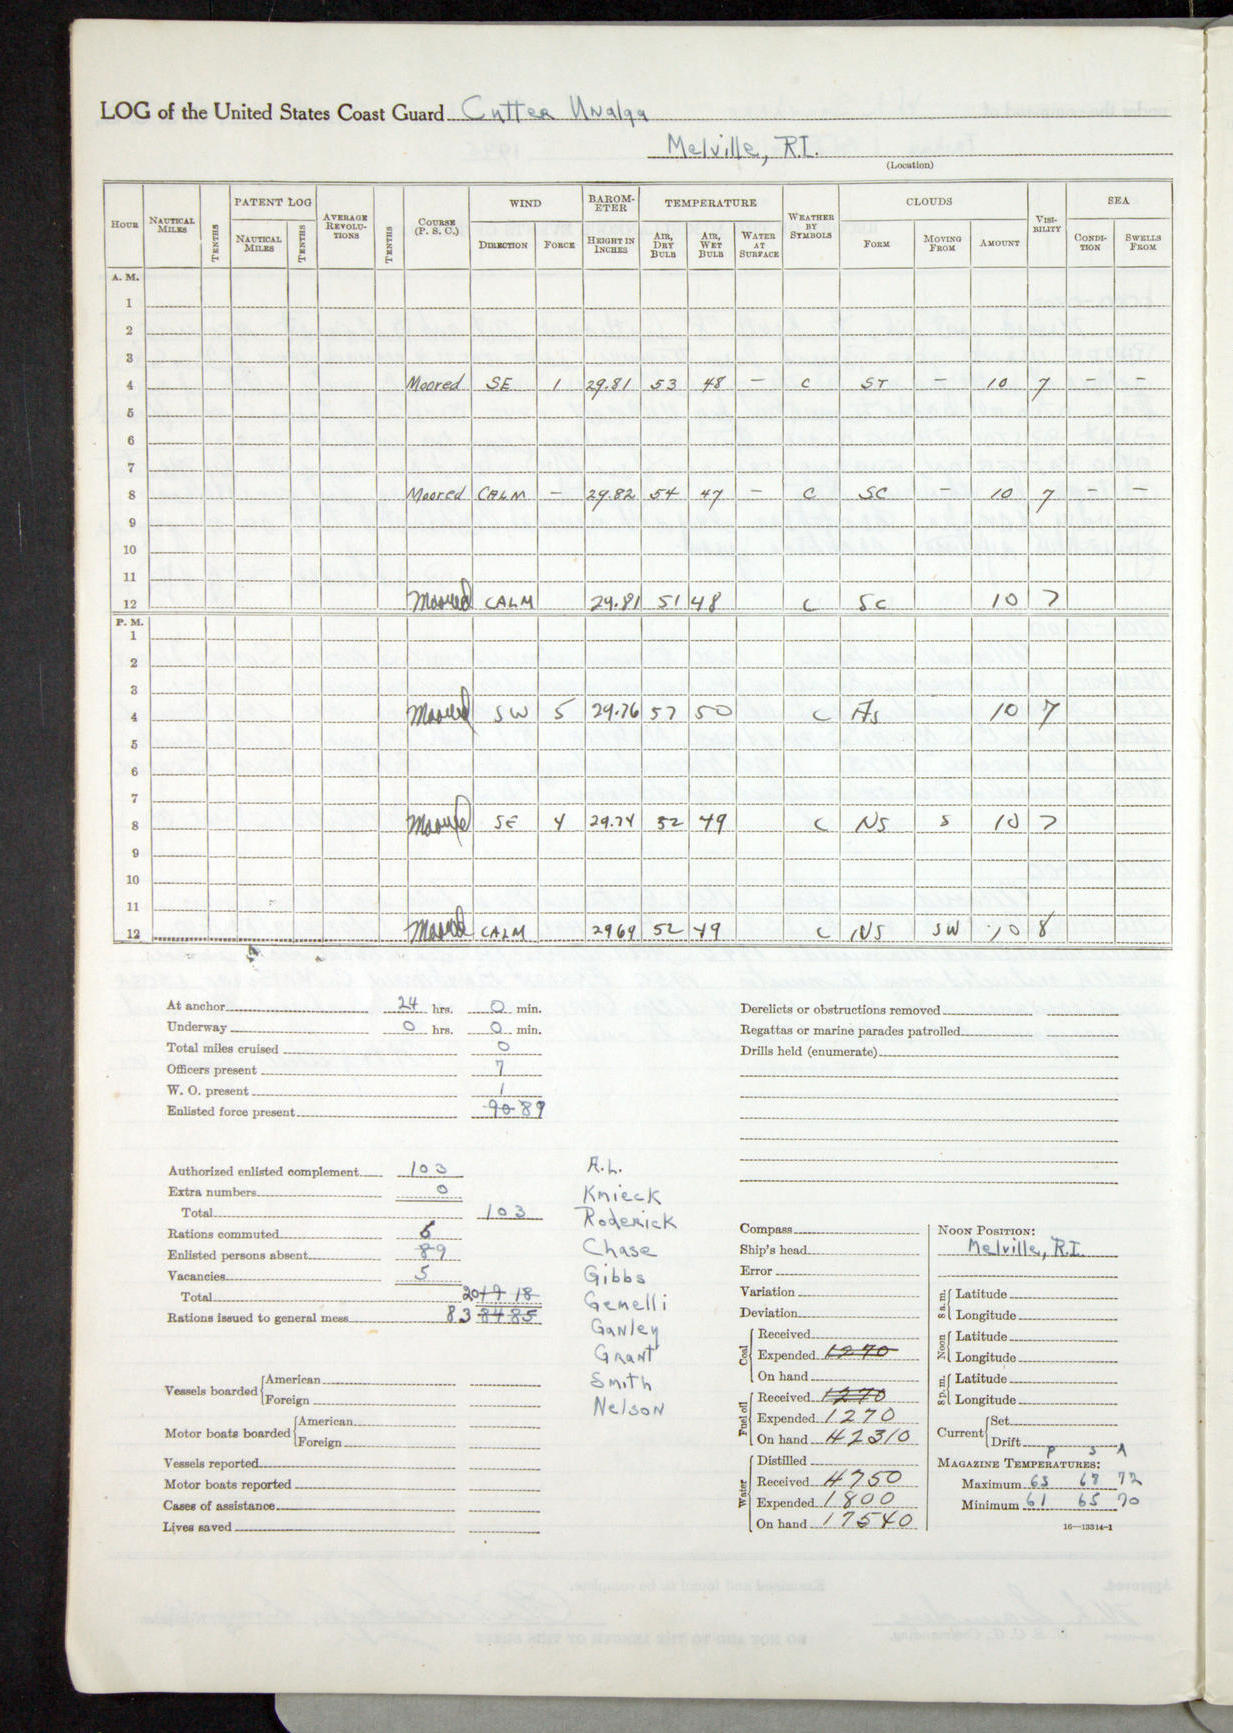 LOG of the United States Coast Guard Cutter Unalga
Melville, R.I.
(Location)
HOUR NAUTICAL MILES TENTHS PATENT LOG NAUTICAL MILES TENTHS AVERAGE REVOLUTIONS TENTHS COURSE (P. S. C.) WIND DIRECTION FORCE BAROMETER HEIGHT IN INCHES TEMPERATURE AIR, DRY BULB AIR, WET BULB WATER AT SURFACE WEATHER BY SYMBOLS CLOUDS FORM MOVING FROM AMOUNT VISIBILITY SEA CONDITION SWELLS FROM
A. M.
1
2
3
4 Moored SE 1 29.81 53 48 — C ST — 10 7 — —
5
6
7
8 Moored CALM — 29.82 54 47 — C SC — 10 7 — —
9
10
11
12 Moored CALM 29.81 51 48 C SC 10 7
P. M.
1
2
3
4 Moored SW 5 29.76 57 50 C AS 10 7
5
6
7
8 Moored SE 4 29.74 52 49 C NS S 10 7
9
10
11
12 Moored CALM 2969 52 49 C NS SW 10 8
At anchor 24 hrs. 0 min.
Underway 0 hrs. 0 min.
Total miles cruised 0
Officers present 7
W. O. present 1
Enlisted force present 90 89
Authorized enlisted complement 103
Extra numbers 0
Total 103
Rations commuted 6
Enlisted persons absent 9
Vacancies 5
Total 20 19 18
Rations issued to general mess 83 84 85
Vessels boarded American
Foreign
Motor boats boarded American
Foreign
Vessels reported
Motor boats reported
Cases of assistance
Lives saved
A.L.
Kmieck
Roderick
Chase
Gibbs
Gemelli
Ganley
Grant
Smith
Nelson
Derelicts or obstructions removed
Regattas or marine parades patrolled
Drills held (enumerate)
Compass
Ship's head
Error
Variation
Deviation
Coal Received
Expended 1270
On hand
Fuel oil Received 1270
Expended 1270
On hand 42310
Water Distilled
Received 4750
Expended 1800
On hand 17540
NOON POSITION:
Melville, R.I.
8 a. m. Latitude
Longitude
Noon Latitude
Longitude
8 p. m. Latitude
Longitude
Current Set
Drift
P S A
MAGAZINE TEMPERATURES:
Maximum 63 67 72
Minimum 61 65 70
16—13314-1